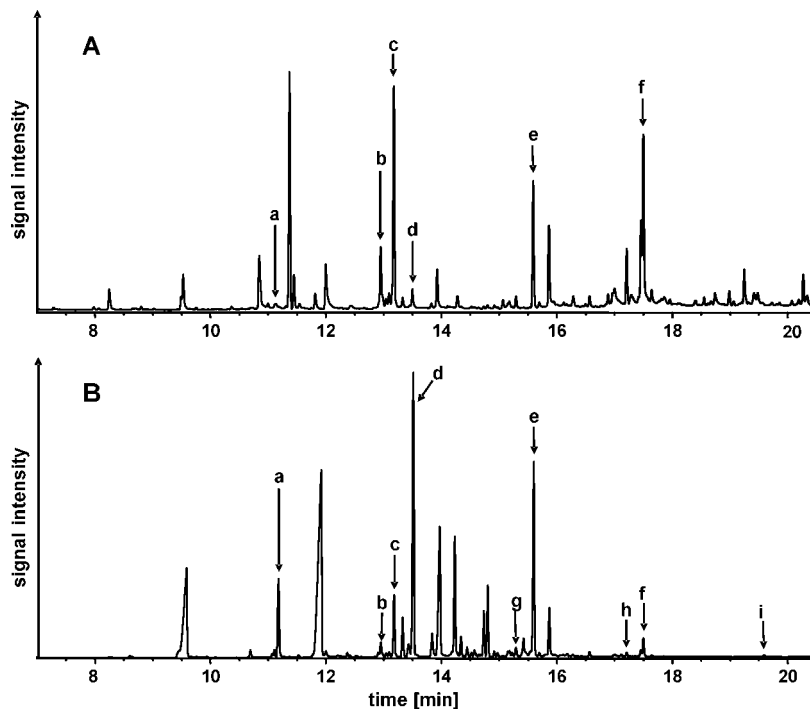 A
signal intensity
a
b
c
d
e
f
8 10 12 14 16 18 20
B
signal intensity
a
b
c
d
e
f
g
h
i
8 10 12 14 16 18 20
time [min]